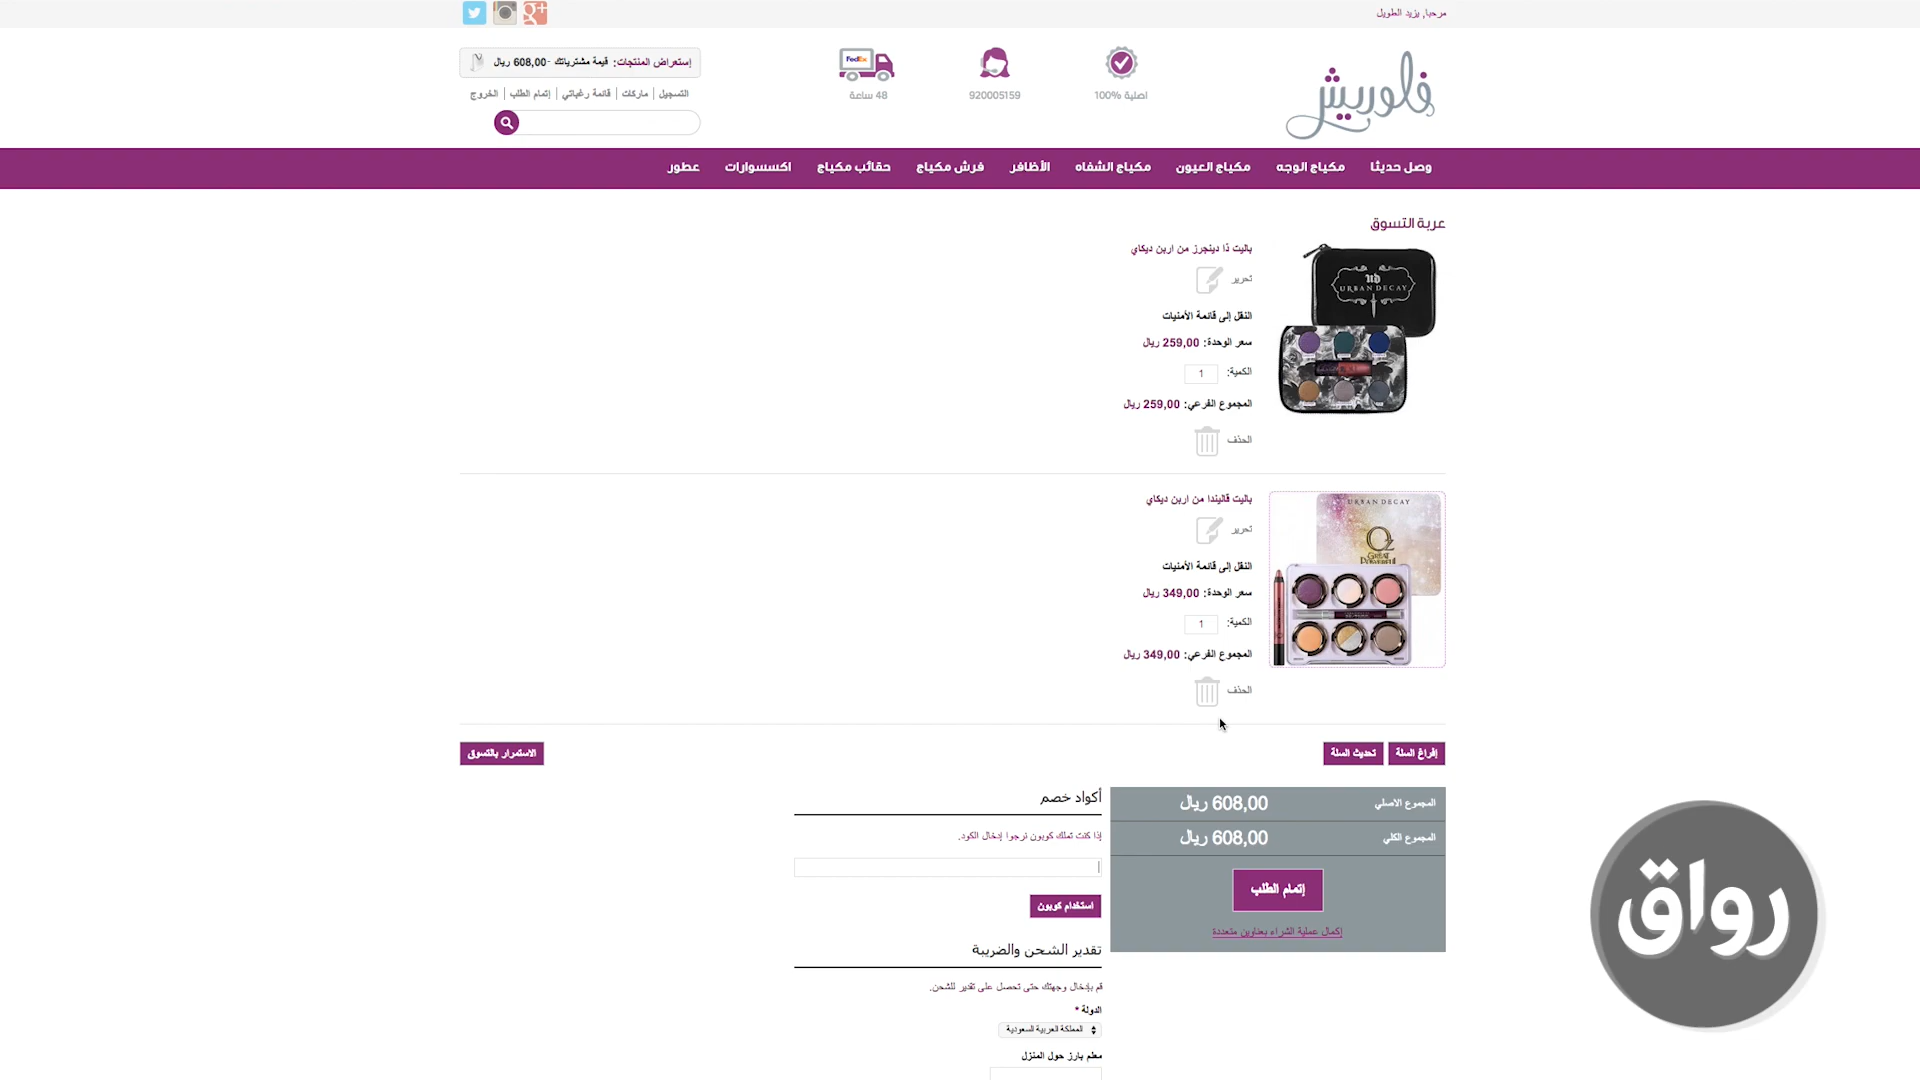 مرحبا, يزيد الطويل
فلوريش
اصلية %100
920005159
FedEx
48 ساعة
إستعراض المنتجات: قيمة مشترياتك -608,00 ريال
التسجيل | ماركات | قائمة رغباتي | إتمام الطلب | الخروج
وصل حديثا مكياج الوجه مكياج العيون مكياج الشفاه الأظافر فرش مكياج حقائب مكياج اكسسوارات عطور
عربة التسوق
ud
URBAN DECAY
باليت ذا دينجرز من اربن ديكاي
تحرير
النقل إلى قائمة الأمنيات
سعر الوحدة: 259,00 ريال
الكمية: 1
المجموع الفرعي: 259,00 ريال
الحذف
URBAN DECAY
Oz
GREAT
POWERFUL
باليت قاليندا من اربن ديكاي
تحرير
النقل إلى قائمة الأمنيات
سعر الوحدة: 349,00 ريال
الكمية: 1
المجموع الفرعي: 349,00 ريال
الحذف
إفراغ السلة تحديث السلة الاستمرار بالتسوق
المجموع الاصلي 608,00 ريال
المجموع الكلي 608,00 ريال
إتمام الطلب
إكمال عملية الشراء بعناوين متعددة
أكواد خصم
إذا كنت تملك كوبون نرجوا إدخال الكود.
استخدام كوبون
تقدير الشحن والضريبة
قم بإدخال وجهتك حتى تحصل على تقدير للشحن.
الدولة *
المملكة العربية السعودية
معلم بارز حول المنزل
رواق